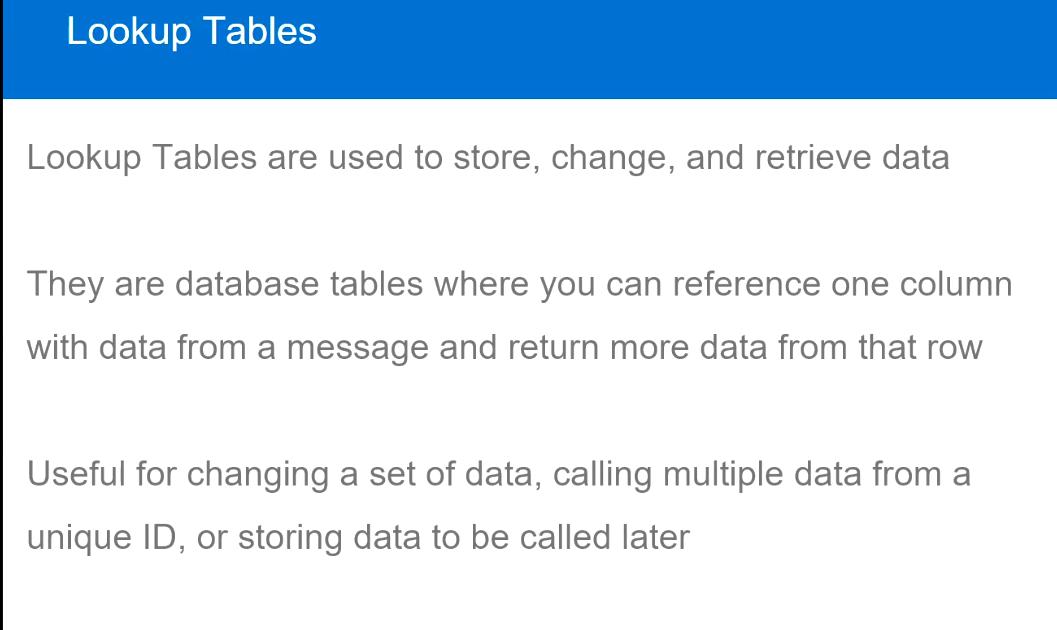 Lookup Tables
Lookup Tables are used to store, change, and retrieve data
They are database tables where you can reference one column
with data from a message and return more data from that row
Useful for changing a set of data, calling multiple data from a
unique ID, or storing data to be called later